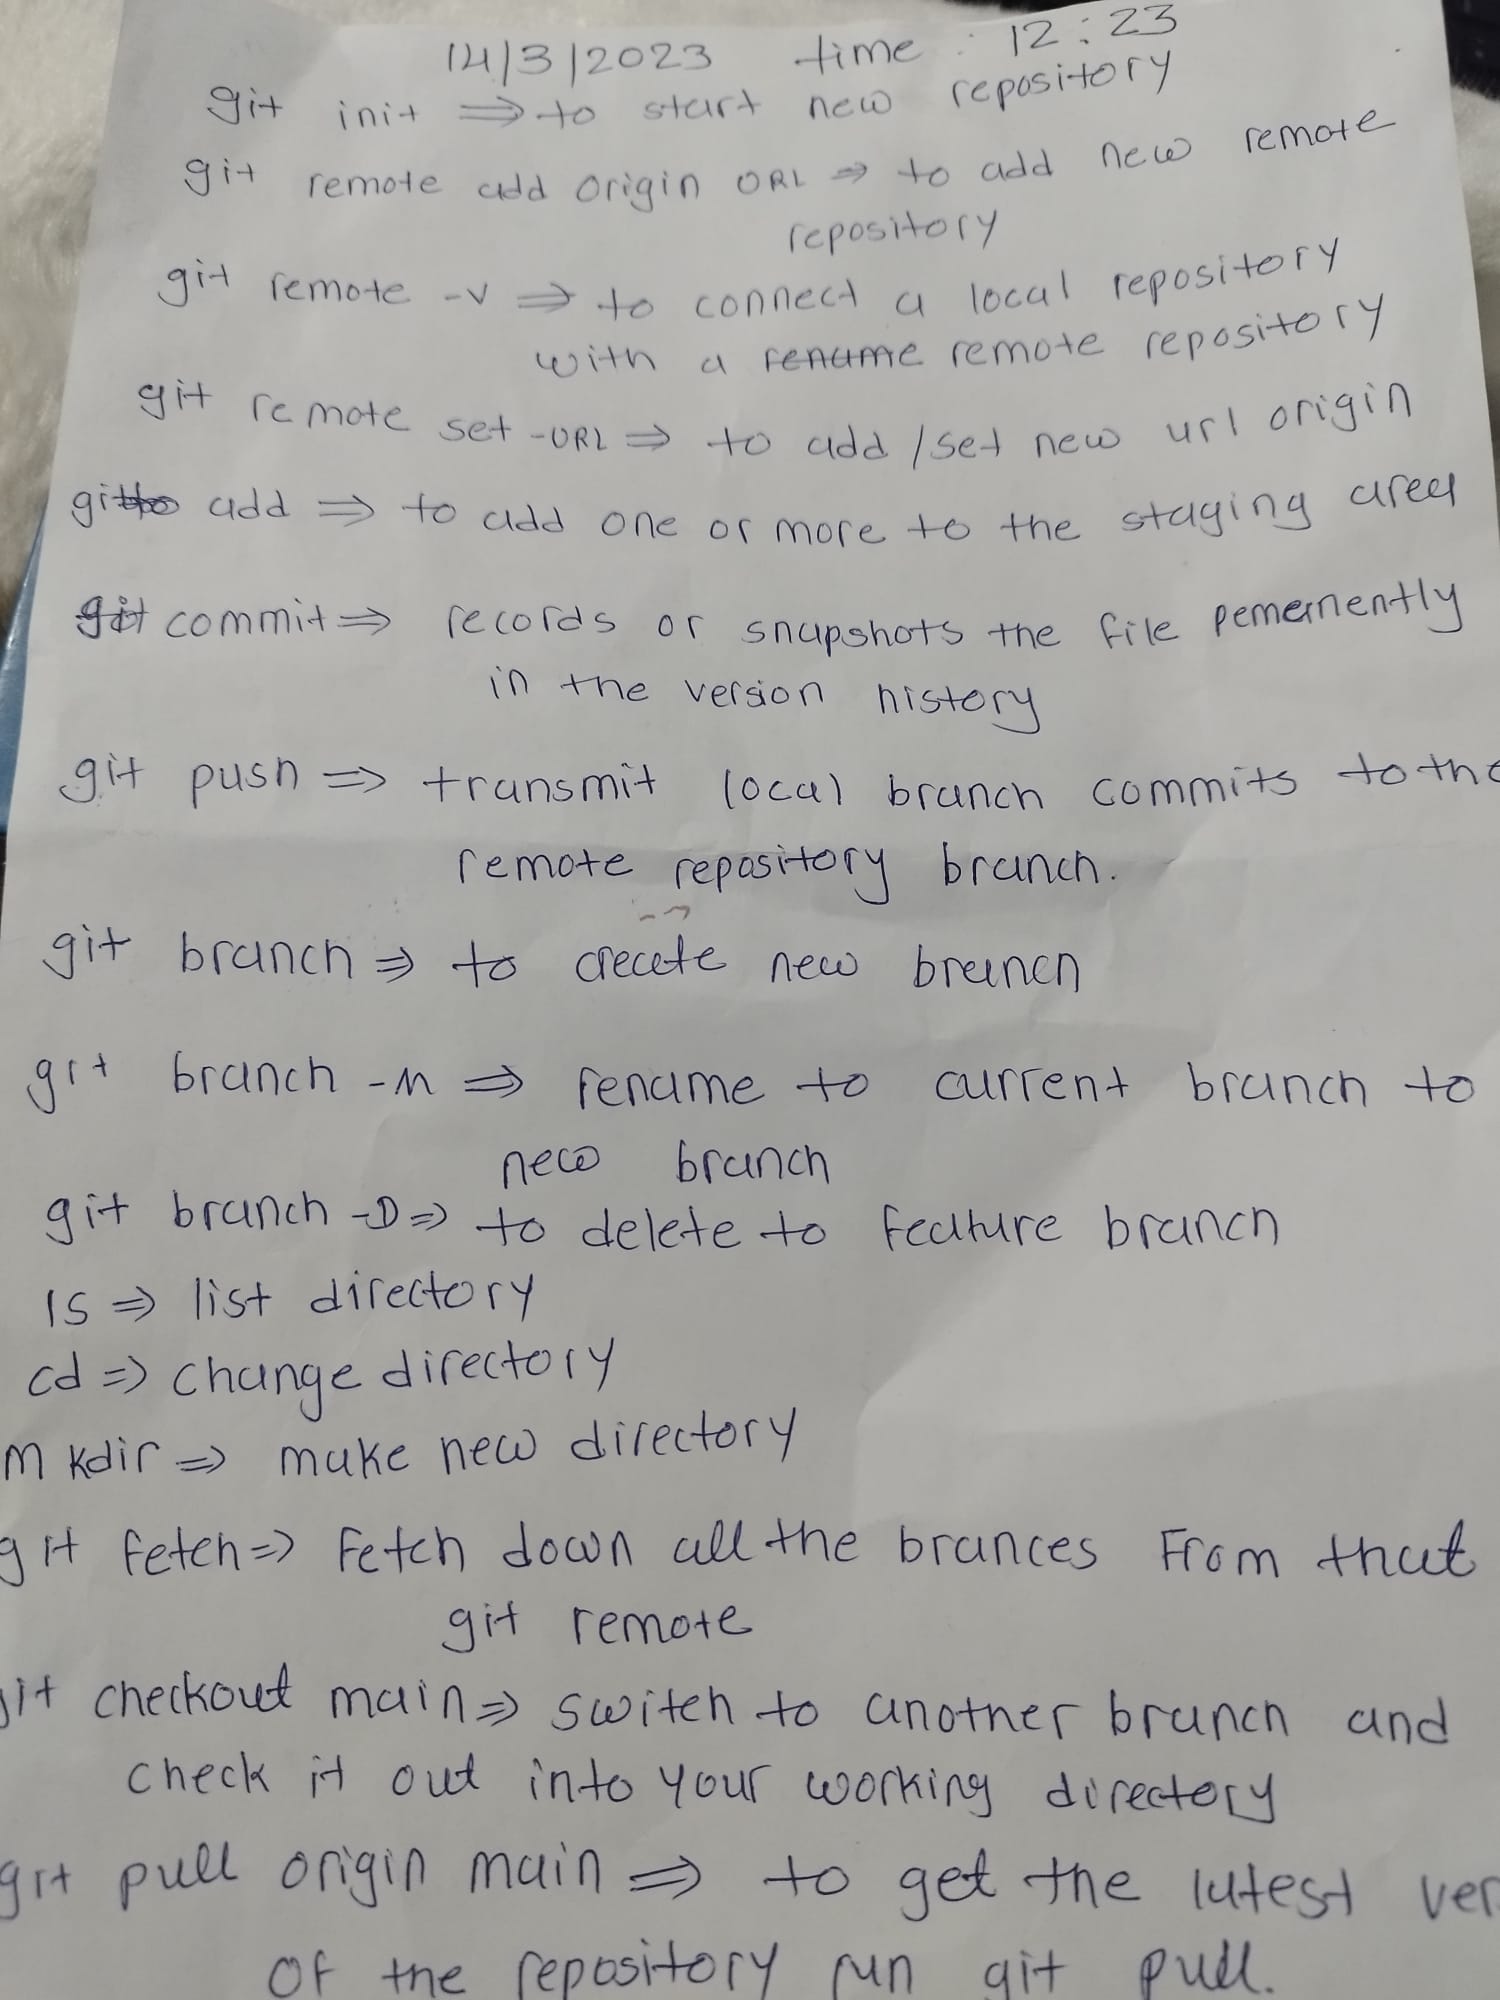 14/3/2023 time : 12:23
git init ⇒ to start new repository
git remote add origin URL ⇒ to add new remote
repository
git remote -v ⇒ to connect a local repository
with a rename remote repository
git remote set -URL ⇒ to add /set new url origin
git add ⇒ to add one or more to the staging area
git commit ⇒ records or snapshots the file pemernently
in the version history
git push ⇒ transmit local branch commits to the
remote repository branch.
git branch ⇒ to create new branch
git branch -M ⇒ rename to current branch to
new branch
git branch -D ⇒ to delete to feature branch
ls ⇒ list directory
cd ⇒ change directory
mkdir ⇒ make new directory
git fetch ⇒ Fetch down all the brances From that
git remote
git checkout main ⇒ switch to another branch and
check it out into your working directory
git pull origin main ⇒ to get the latest ver
of the repository run git pull.